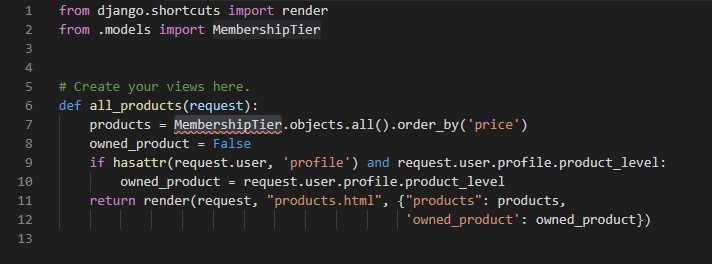 1 from django.shortcuts import render
2 from .models import MembershipTier
3
4
5 # Create your views here.
6 def all_products(request):
7 products = MembershipTier.objects.all().order_by('price')
8 owned_product = False
9 if hasattr(request.user, 'profile') and request.user.profile.product_level:
10 owned_product = request.user.profile.product_level
11 return render(request, "products.html", {"products": products,
12 'owned_product': owned_product})
13